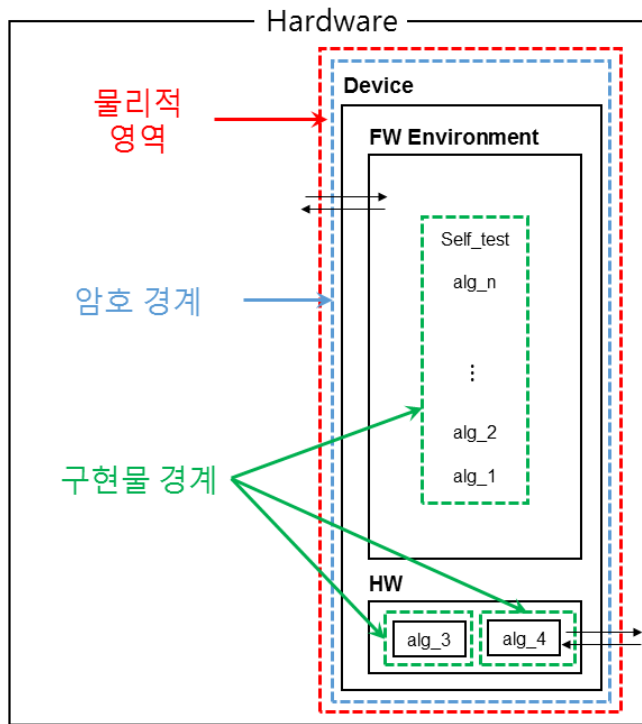 Hardware
물리적
영역
암호 경계
구현물 경계
Device
FW Environment
Self_test
alg_n
⋮
alg_2
alg_1
HW
alg_3
alg_4